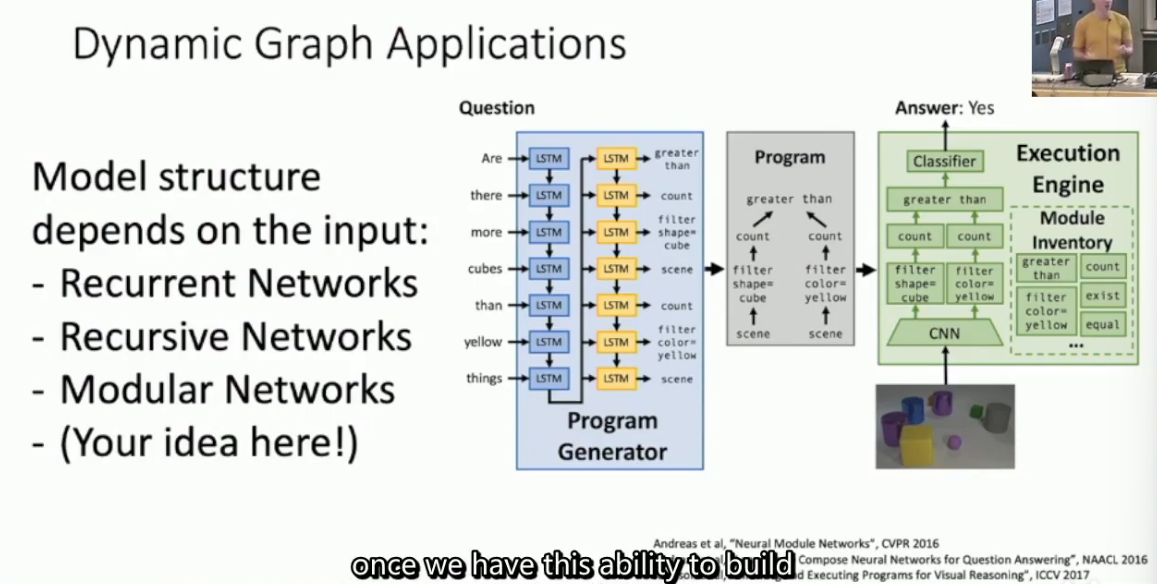 Dynamic Graph Applications
Model structure
depends on the input:
- Recurrent Networks
- Recursive Networks
- Modular Networks
- (Your idea here!)
Question
Are
there
more
cubes
than
yellow
things
LSTM
LSTM
LSTM
LSTM
LSTM
LSTM
LSTM
LSTM
LSTM
LSTM
LSTM
LSTM
LSTM
LSTM
greater
than
count
filter
shape=
cube
scene
count
filter
color=
yellow
scene
Program
Generator
Program
greater than
count count
filter filter
shape= color=
cube yellow
scene scene
Answer: Yes
Classifier
greater than
count count
filter filter
shape= color=
cube yellow
CNN
Execution
Engine
Module
Inventory
greater
than
count
filter
color=
yellow
exist
equal
...
Andreas et al, "Neural Module Networks", CVPR 2016
Compose Neural Networks for Question Answering", NAACL 2016
Executing Programs for Visual Reasoning", ICCV 2017
once we have this ability to build